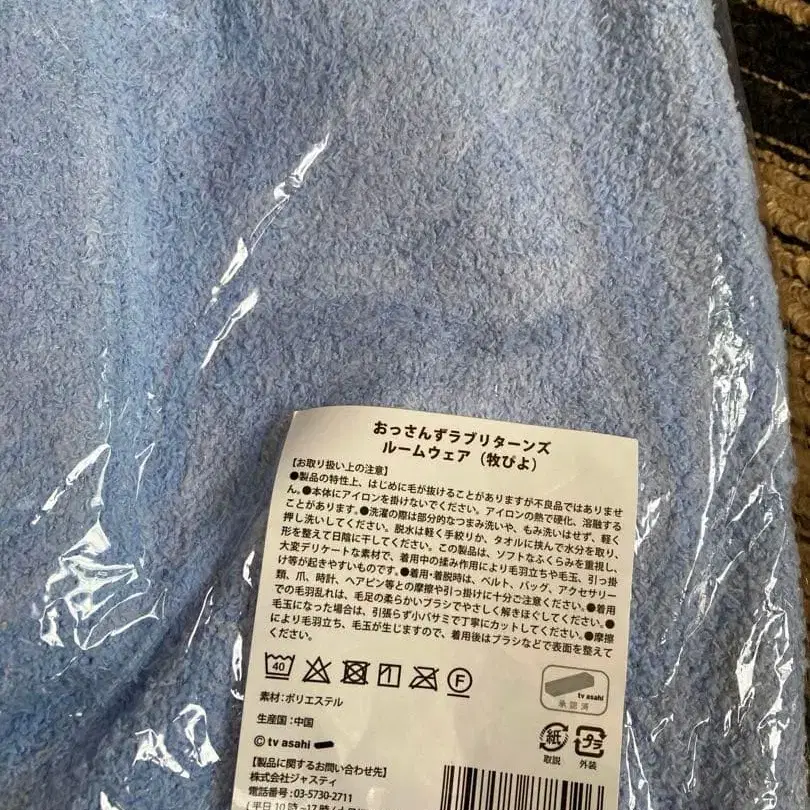 おっさんずラブリターンズ
ルームウェア（牧ぴよ）
【お取り扱い上の注意】
●製品の特性上、はじめに毛が抜けることがありますが不良品ではありませ
ん。●本体にアイロンを掛けないでください。アイロンの熱で硬化、溶融する
ことがあります。●洗濯の際は部分的なつまみ洗いや、もみ洗いはせず、軽く
押し洗いしてください。脱水は軽く手絞りか、タオルに挟んで水分を取り、
形を整えて日陰に干してください。この製品は、ソフトなふくらみを重視し、
大変デリケートな素材で、着用中の揉み作用により毛羽立ちや毛玉、引っ掛
け等が起きやすいものです。●着用・着脱時は、ベルト、バッグ、アクセサリー
類、爪、時計、ヘアピン等との摩擦や引っ掛けに十分ご注意ください。●着用
での毛羽乱れは、毛足の柔らかいブラシでやさしく解きほぐしてください。●
毛玉になった場合は、引張らず小バサミで丁寧にカットしてください。●摩擦
により毛羽立ち、毛玉が生じますので、着用後はブラシなどで表面を整えて
ください。
40
1
F
素材：ポリエステル
生産国：中国
© tv asahi
tv asahi
承認済
紙
取説
プラ
外装
【製品に関するお問い合わせ先】
株式会社ジャスティ
電話番号：03-5730-2711